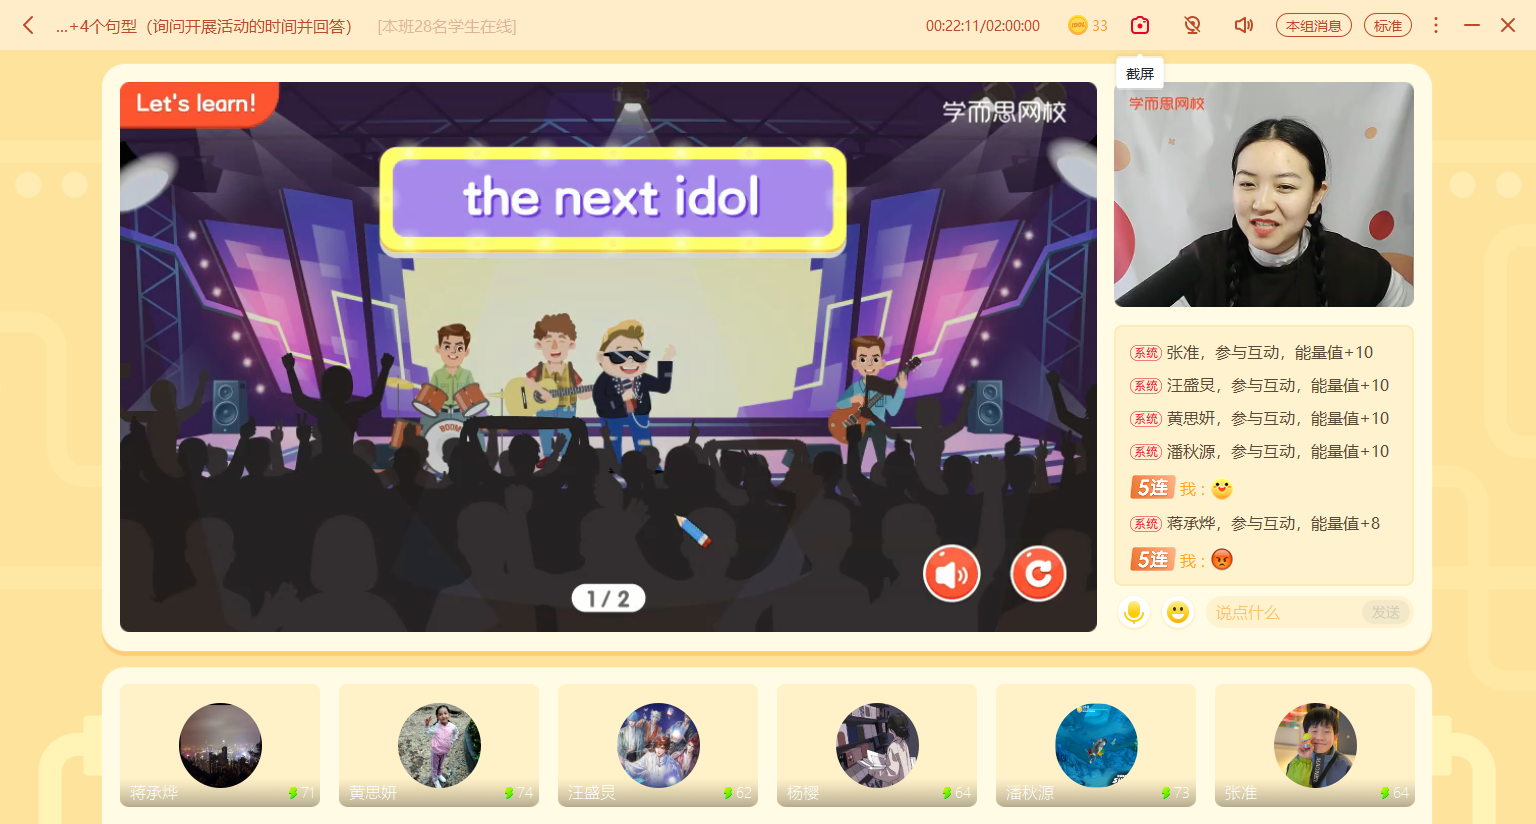 ...+4个句型（询问开展活动的时间并回答） [本班28名学生在线] 00:22:11/02:00:00 33 本组消息 标准
截屏
Let's learn!
学而思网校
the next idol
BOOM
1 / 2
学而思网校
系统 张准，参与互动，能量值+10
系统 汪盛炅，参与互动，能量值+10
系统 黄思妍，参与互动，能量值+10
系统 潘秋源，参与互动，能量值+10
5连 我：
系统 蒋承烨，参与互动，能量值+8
5连 我：
说点什么 发送
蒋承烨 71
黄思妍 74
汪盛炅 62
杨樱 64
潘秋源 73
张准 64